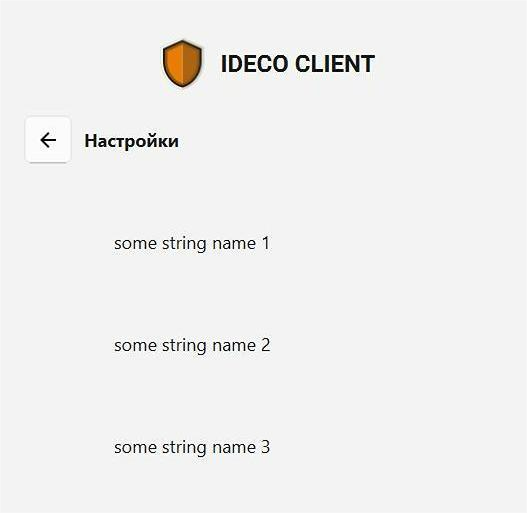 IDECO CLIENT
Настройки
some string name 1
some string name 2
some string name 3